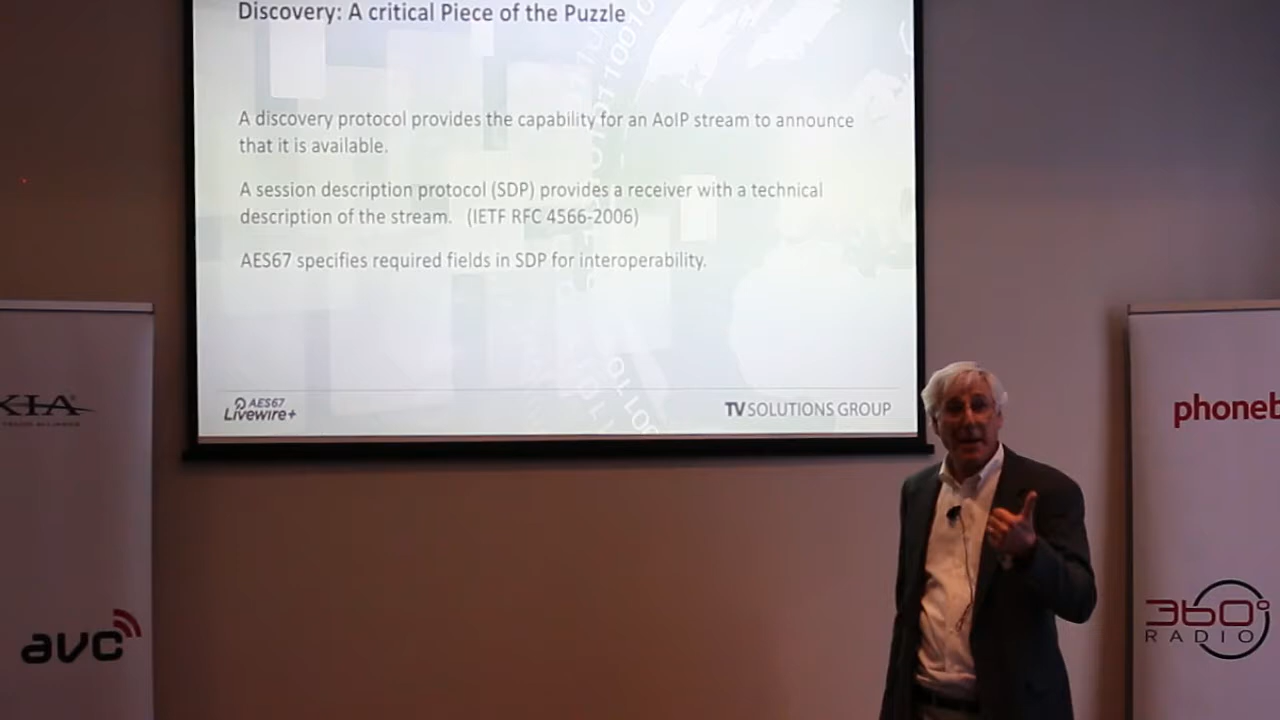 Discovery: A critical Piece of the Puzzle
A discovery protocol provides the capability for an AoIP stream to announce
that it is available.
A session description protocol (SDP) provides a receiver with a technical
description of the stream. (IETF RFC 4566-2006)
AES67 specifies required fields in SDP for interoperability.
AES67
Livewire+
TV SOLUTIONS GROUP
KIA
avc
phoneb
360°
RADIO